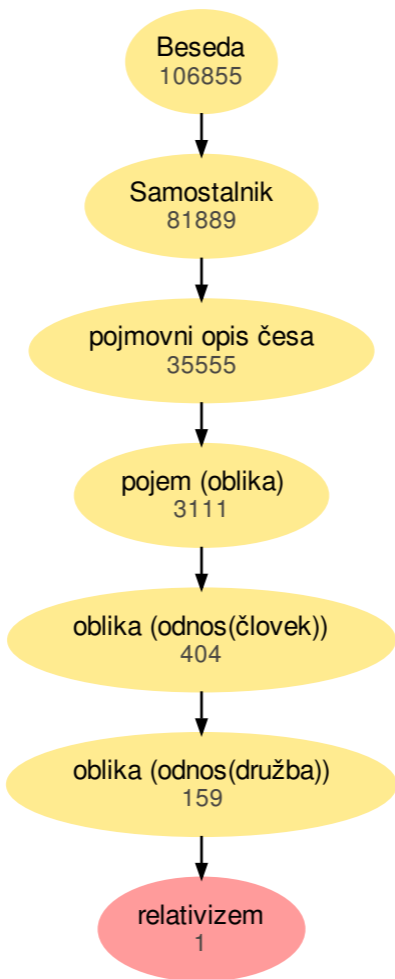 Beseda
106855
Samostalnik
81889
pojmovni opis česa
35555
pojem (oblika)
3111
oblika (odnos(človek))
404
oblika (odnos(družba))
159
relativizem
1